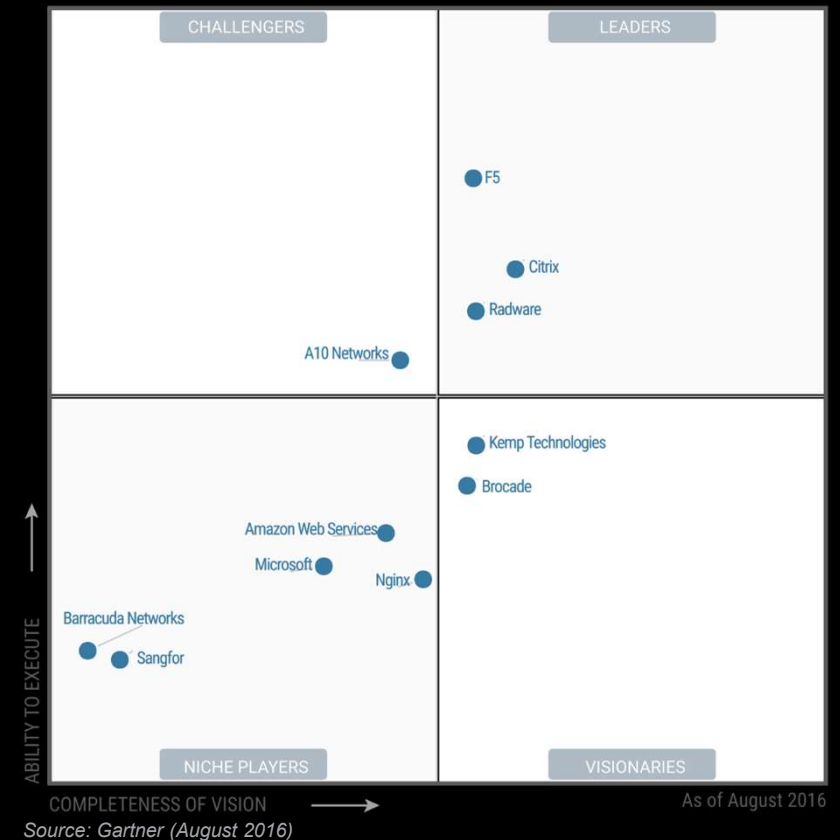 CHALLENGERS
LEADERS
F5
Citrix
Radware
A10 Networks
Kemp Technologies
Brocade
Amazon Web Services
Microsoft
Nginx
Barracuda Networks
Sangfor
NICHE PLAYERS
VISIONARIES
ABILITY TO EXECUTE
COMPLETENESS OF VISION
As of August 2016
Source: Gartner (August 2016)